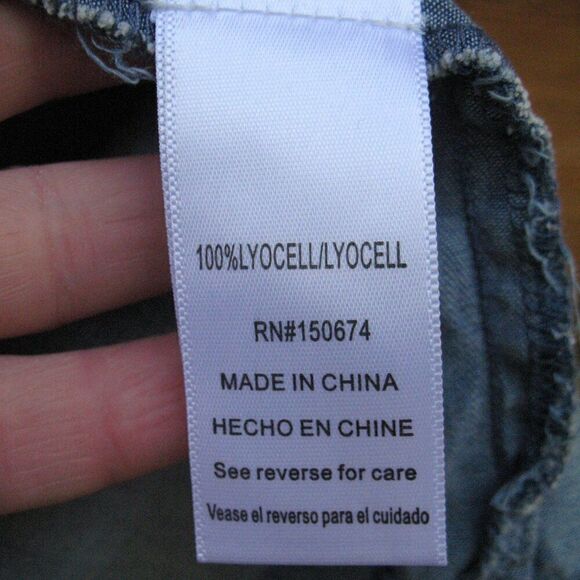 100%LYOCELL/LYOCELL
RN#150674
MADE IN CHINA
HECHO EN CHINE
See reverse for care
Vease el reverso para el cuidado